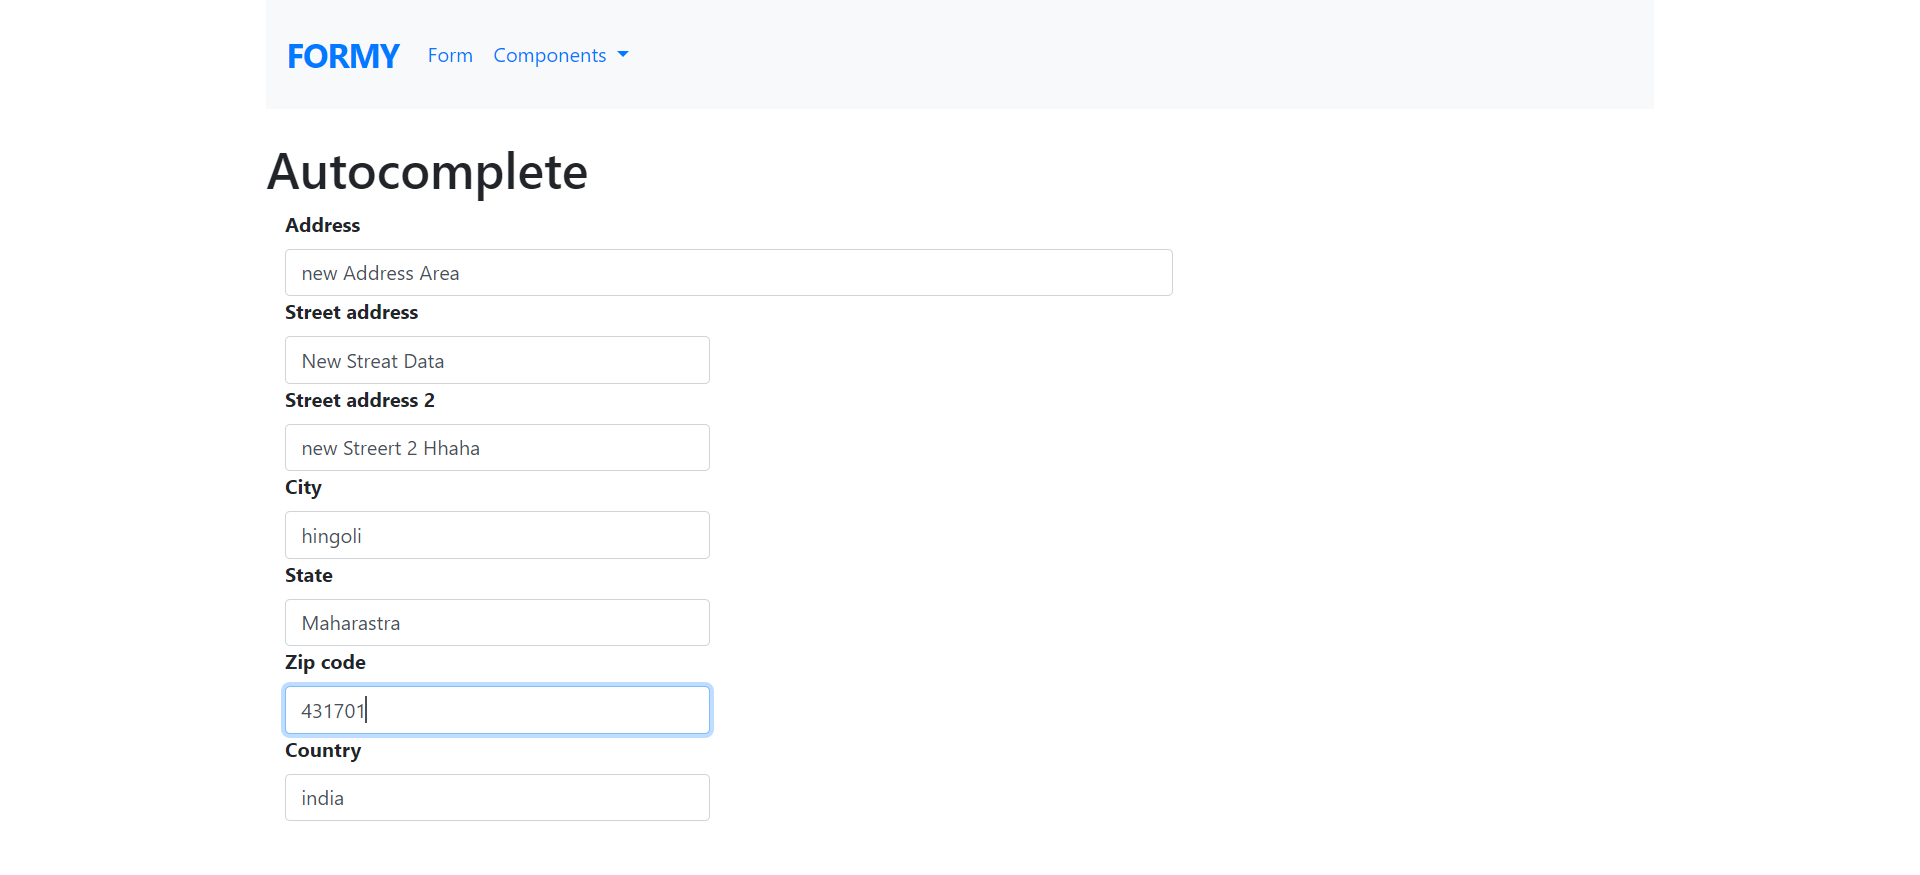 FORMY Form Components
Autocomplete
Address
new Address Area
Street address
New Streat Data
Street address 2
new Streert 2 Hhaha
City
hingoli
State
Maharastra
Zip code
431701
Country
india